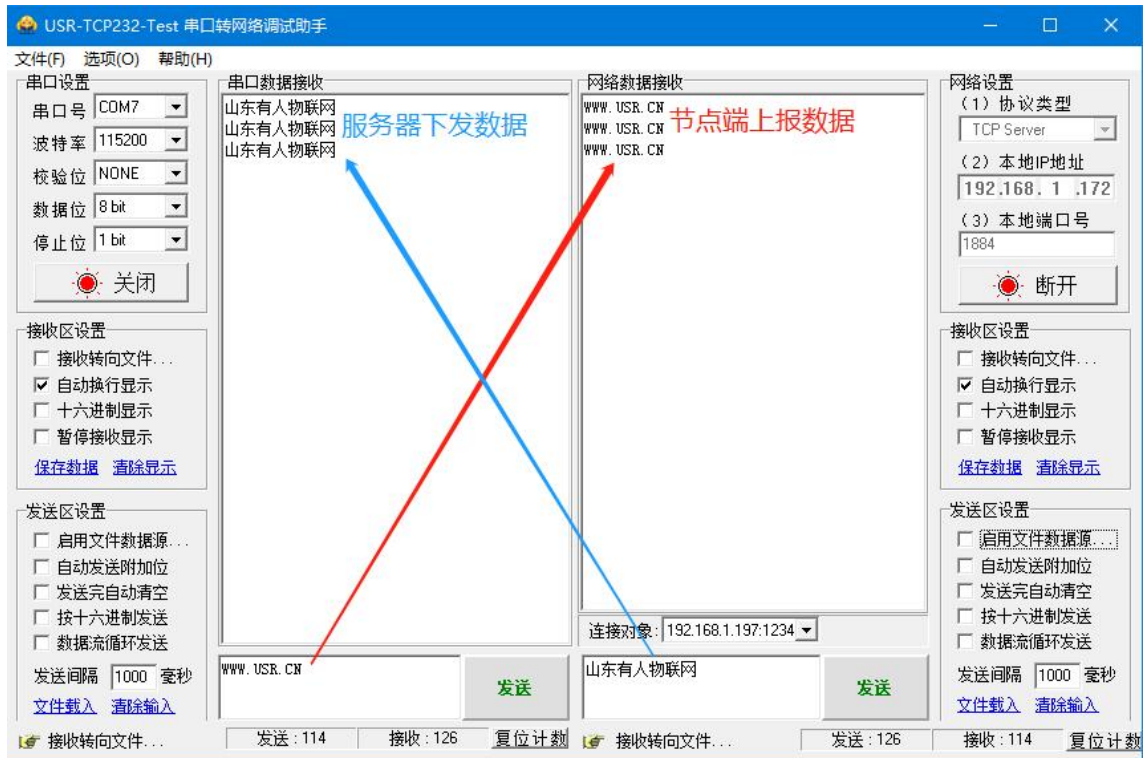 USR-TCP232-Test 串口转网络调试助手
文件(F) 选项(O) 帮助(H)
串口设置
串口号 COM7
波特率 115200
校验位 NONE
数据位 8 bit
停止位 1 bit
关闭
接收区设置
接收转向文件...
自动换行显示
十六进制显示
暂停接收显示
保存数据 清除显示
发送区设置
启用文件数据源...
自动发送附加位
发送完自动清空
按十六进制发送
数据流循环发送
发送间隔 1000 毫秒
文件载入 清除输入
串口数据接收
山东有人物联网
山东有人物联网
山东有人物联网
服务器下发数据
WWW.USR.CN
发送
网络数据接收
WWW.USR.CN
WWW.USR.CN
WWW.USR.CN
节点端上报数据
连接对象: 192.168.1.197:1234
山东有人物联网
发送
网络设置
(1) 协议类型
TCP Server
(2) 本地IP地址
192.168. 1 .172
(3) 本地端口号
1884
断开
接收区设置
接收转向文件...
自动换行显示
十六进制显示
暂停接收显示
保存数据 清除显示
发送区设置
启用文件数据源...
自动发送附加位
发送完自动清空
按十六进制发送
数据流循环发送
发送间隔 1000 毫秒
文件载入 清除输入
接收转向文件... 发送:114 接收:126 复位计数 接收转向文件... 发送:126 接收:114 复位计数